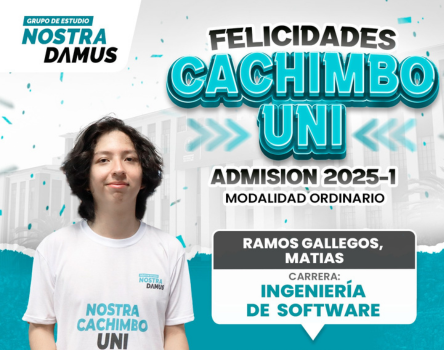 GRUPO DE ESTUDIO
NOSTRA
DAMUS
FELICIDADES
CACHIMBO
UNI
ADMISION 2025-1
MODALIDAD ORDINARIO
RAMOS GALLEGOS,
MATIAS
CARRERA:
INGENIERÍA
DE SOFTWARE
NOSTRA
DAMUS
NOSTRA
CACHIMBO
UNI